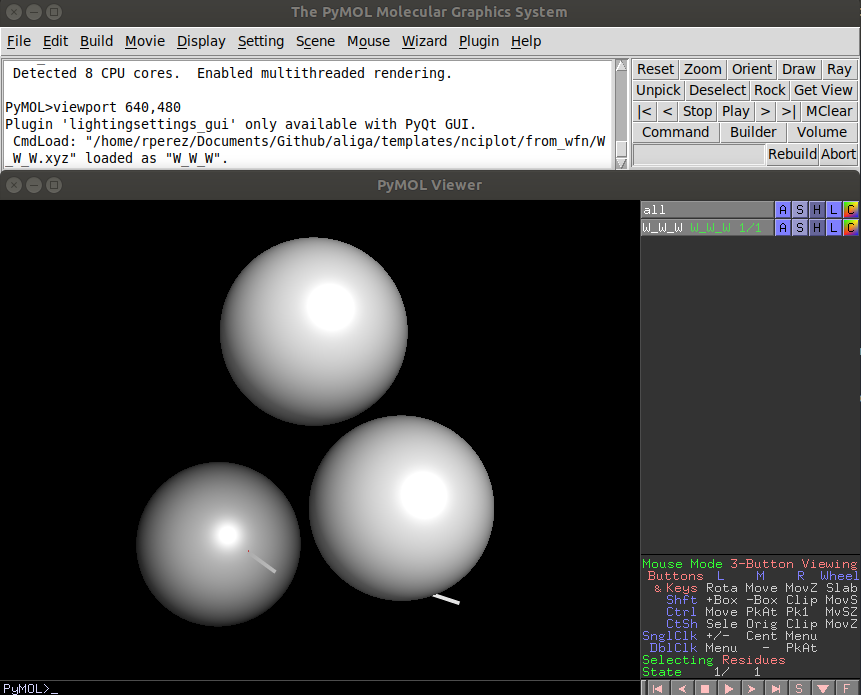 The PyMOL Molecular Graphics System
File Edit Build Movie Display Setting Scene Mouse Wizard Plugin Help
Detected 8 CPU cores.  Enabled multithreaded rendering.
PyMOL>viewport 640,480
Plugin 'lightingsettings_gui' only available with PyQt GUI.
CmdLoad: "/home/rperez/Documents/Github/aliga/templates/nciplot/from_wfn/W
_W_W.xyz" loaded as "W_W_W".
Reset Zoom Orient Draw Ray
Unpick Deselect Rock Get View
|< < Stop Play > >| MClear
Command Builder Volume
Rebuild Abort
PyMOL Viewer
all A S H L C
W_W_W W_W_W 1/1 A S H L C
Mouse Mode 3-Button Viewing
Buttons L M R Wheel
& Keys Rota Move MovZ Slab
Shft +Box -Box Clip MovS
Ctrl Move PkAt Pk1 MvSZ
CtSh Sele Orig Clip MovZ
SnglClk +/- Cent Menu
DblClk Menu - PkAt
Selecting Residues
State 1/ 1
S F
PyMOL>_